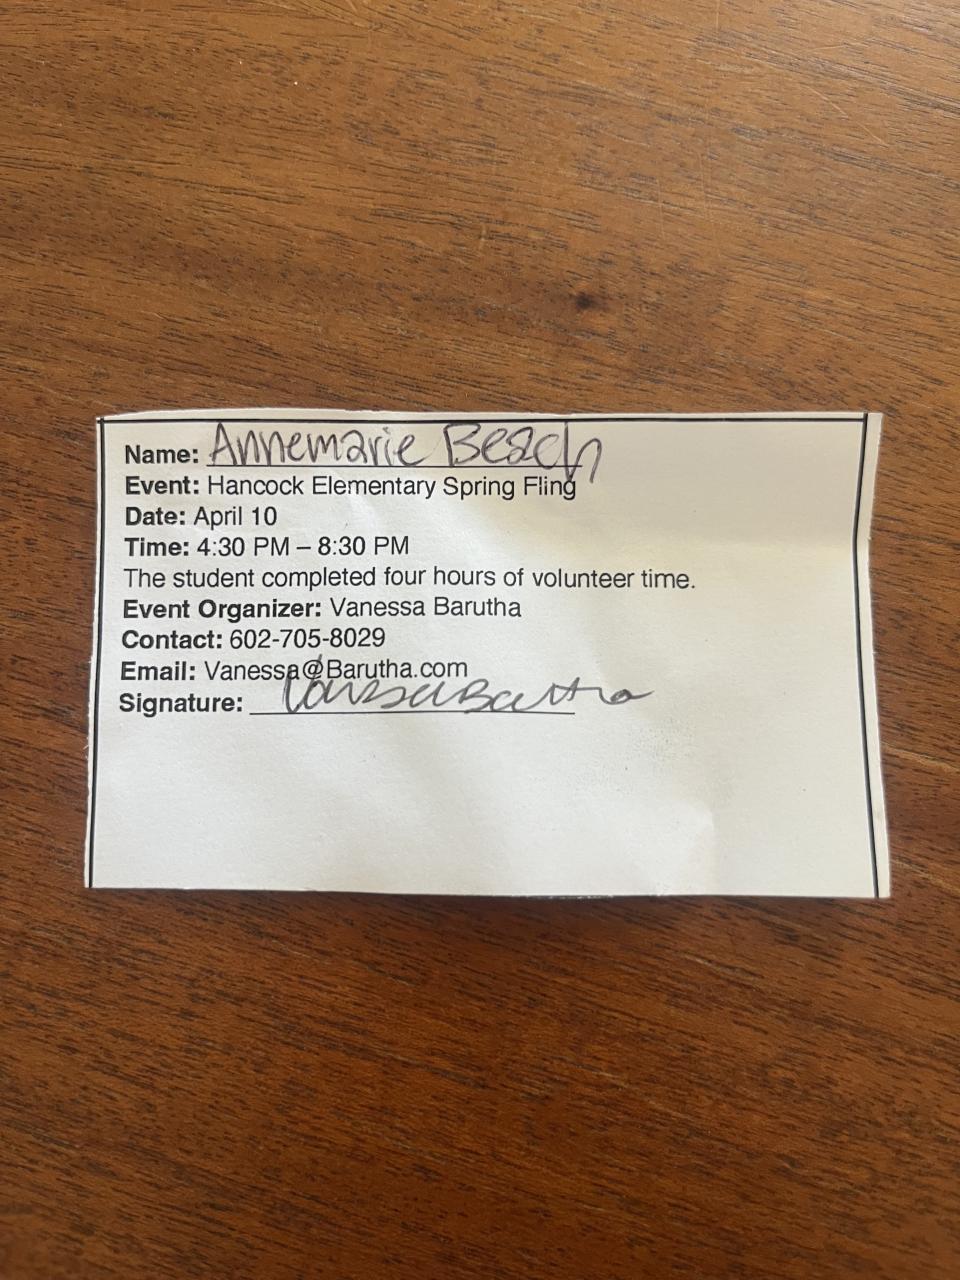 Name: Annemarie Beach
Event: Hancock Elementary Spring Fling
Date: April 10
Time: 4:30 PM – 8:30 PM
The student completed four hours of volunteer time.
Event Organizer: Vanessa Barutha
Contact: 602-705-8029
Email: Vanessa@Barutha.com
Signature: Vanessa Barutha